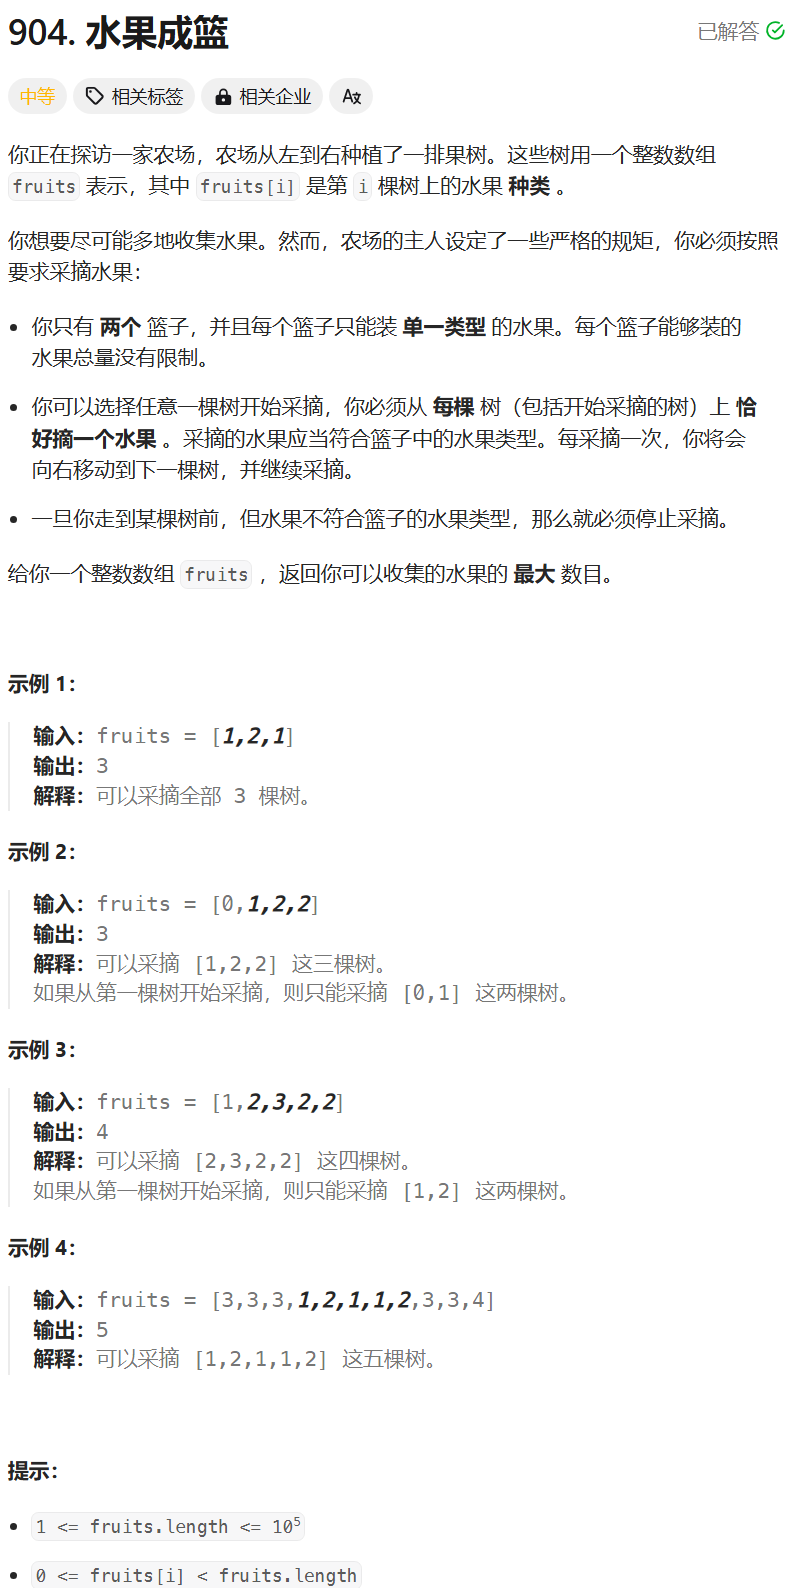 904. 水果成篮
已解答
中等
相关标签
相关企业
你正在探访一家农场，农场从左到右种植了一排果树。这些树用一个整数数组
fruits 表示，其中 fruits[i] 是第 i 棵树上的水果 种类 。
你想要尽可能多地收集水果。然而，农场的主人设定了一些严格的规矩，你必须按照
要求采摘水果：
• 你只有 两个 篮子，并且每个篮子只能装 单一类型 的水果。每个篮子能够装的
水果总量没有限制。
• 你可以选择任意一棵树开始采摘，你必须从 每棵 树（包括开始采摘的树）上 恰
好摘一个水果 。采摘的水果应当符合篮子中的水果类型。每采摘一次，你将会
向右移动到下一棵树，并继续采摘。
• 一旦你走到某棵树前，但水果不符合篮子的水果类型，那么就必须停止采摘。
给你一个整数数组 fruits ，返回你可以收集的水果的 最大 数目。
示例 1：
输入：fruits = [1,2,1]
输出：3
解释：可以采摘全部 3 棵树。
示例 2：
输入：fruits = [0,1,2,2]
输出：3
解释：可以采摘 [1,2,2] 这三棵树。
如果从第一棵树开始采摘，则只能采摘 [0,1] 这两棵树。
示例 3：
输入：fruits = [1,2,3,2,2]
输出：4
解释：可以采摘 [2,3,2,2] 这四棵树。
如果从第一棵树开始采摘，则只能采摘 [1,2] 这两棵树。
示例 4：
输入：fruits = [3,3,3,1,2,1,1,2,3,3,4]
输出：5
解释：可以采摘 [1,2,1,1,2] 这五棵树。
提示：
• 1 <= fruits.length <= 10⁵
• 0 <= fruits[i] < fruits.length